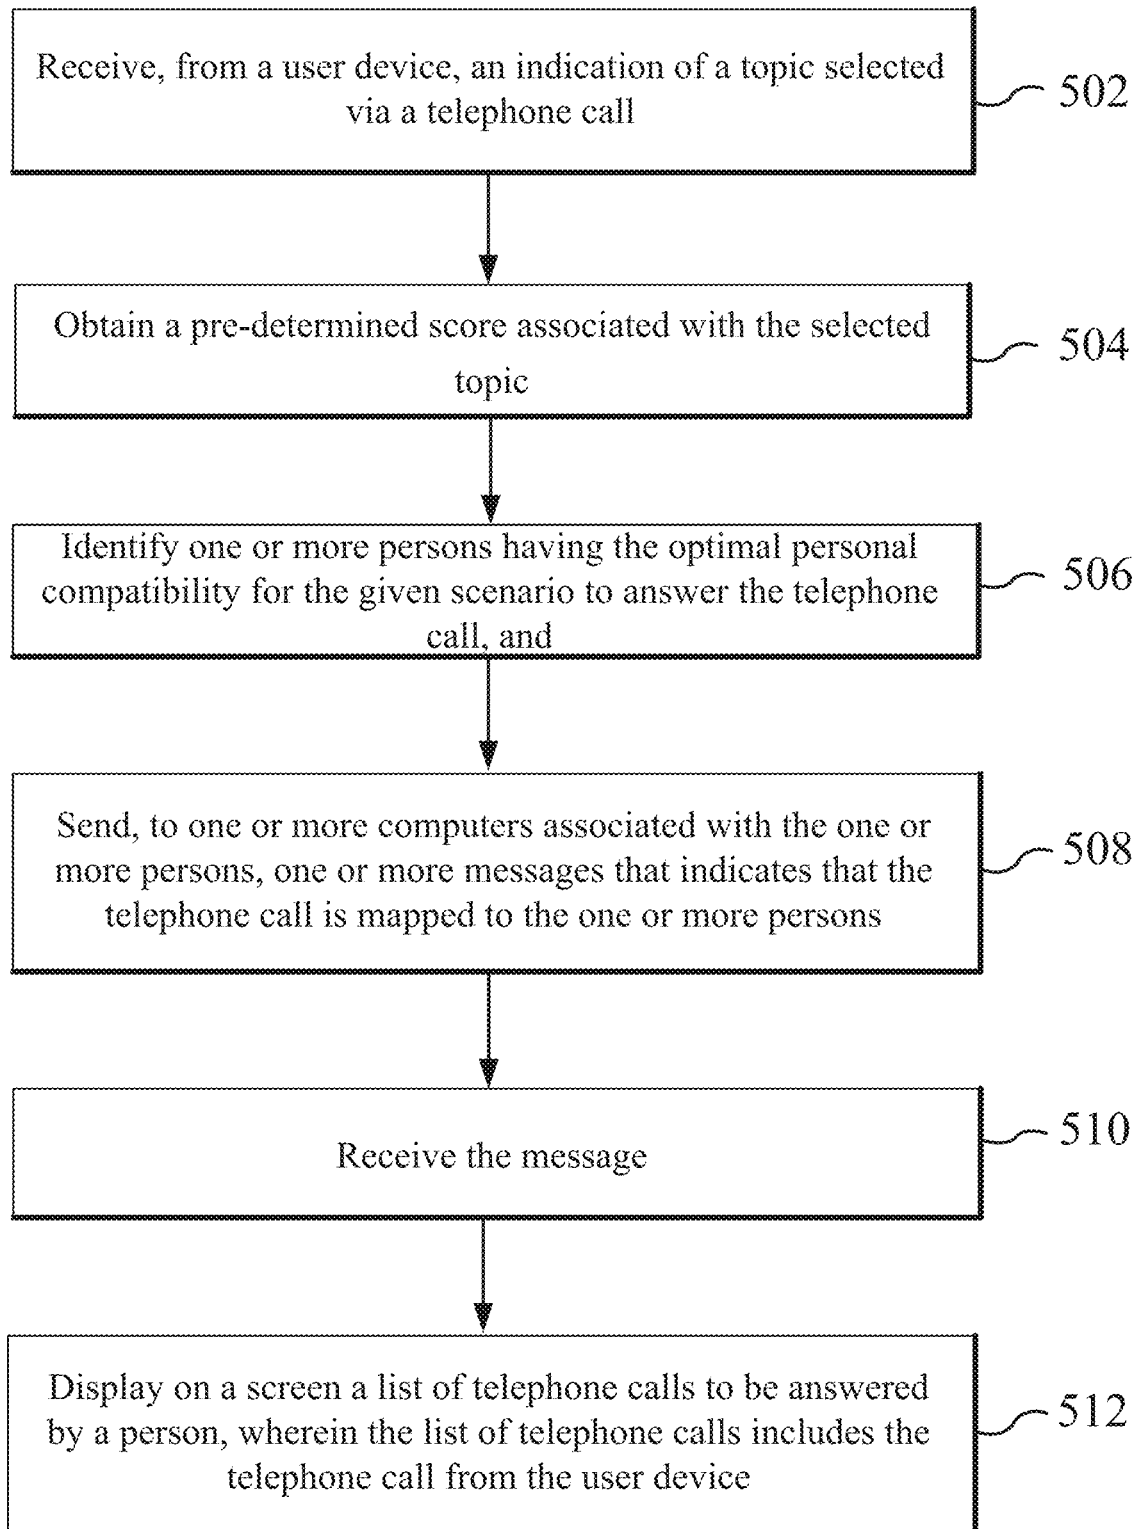 Receive, from a user device, an indication of a topic selected
via a telephone call
502
Obtain a pre-determined score associated with the selected
topic
504
Identify one or more persons having the optimal personal
compatibility for the given scenario to answer the telephone
call, and
506
Send, to one or more computers associated with the one or
more persons, one or more messages that indicates that the
telephone call is mapped to the one or more persons
508
Receive the message
510
Display on a screen a list of telephone calls to be answered
by a person, wherein the list of telephone calls includes the
telephone call from the user device
512